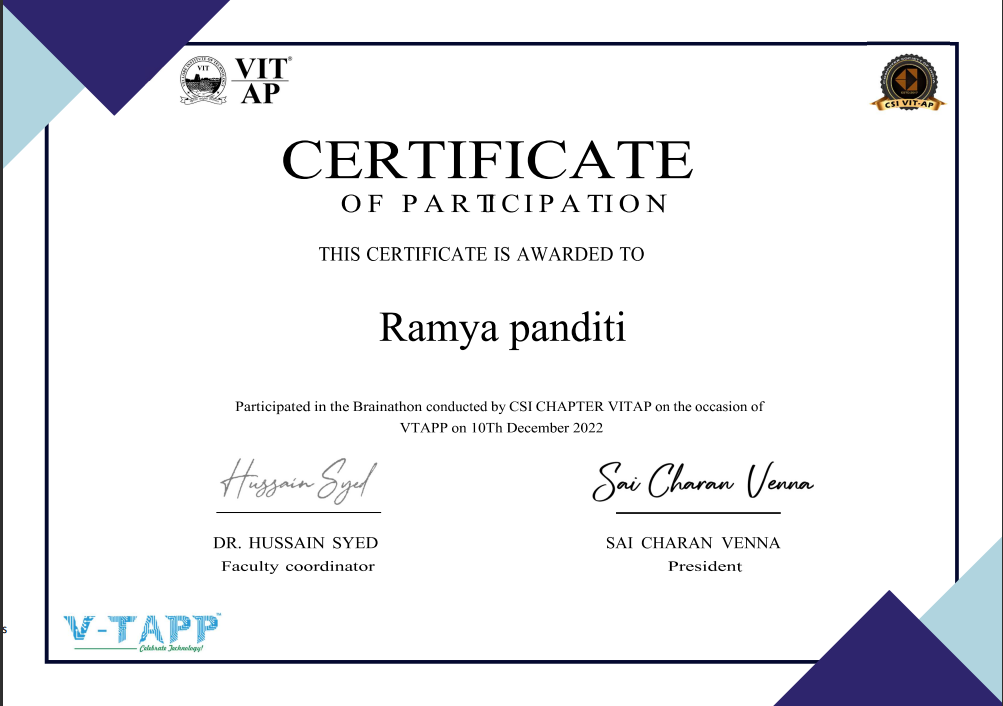 VIT®
AP
VIT
CSI VIT-AP
CERTIFICATE
OF PARTICIPATION
THIS CERTIFICATE IS AWARDED TO
Ramya panditi
Participated in the Brainathon conducted by CSI CHAPTER VITAP on the occasion of
VTAPP on 10Th December 2022
Hussain Syed
Sai Charan Venna
DR. HUSSAIN SYED
SAI CHARAN VENNA
Faculty coordinator
President
V-TAPP™
Celebrate Technology!
s